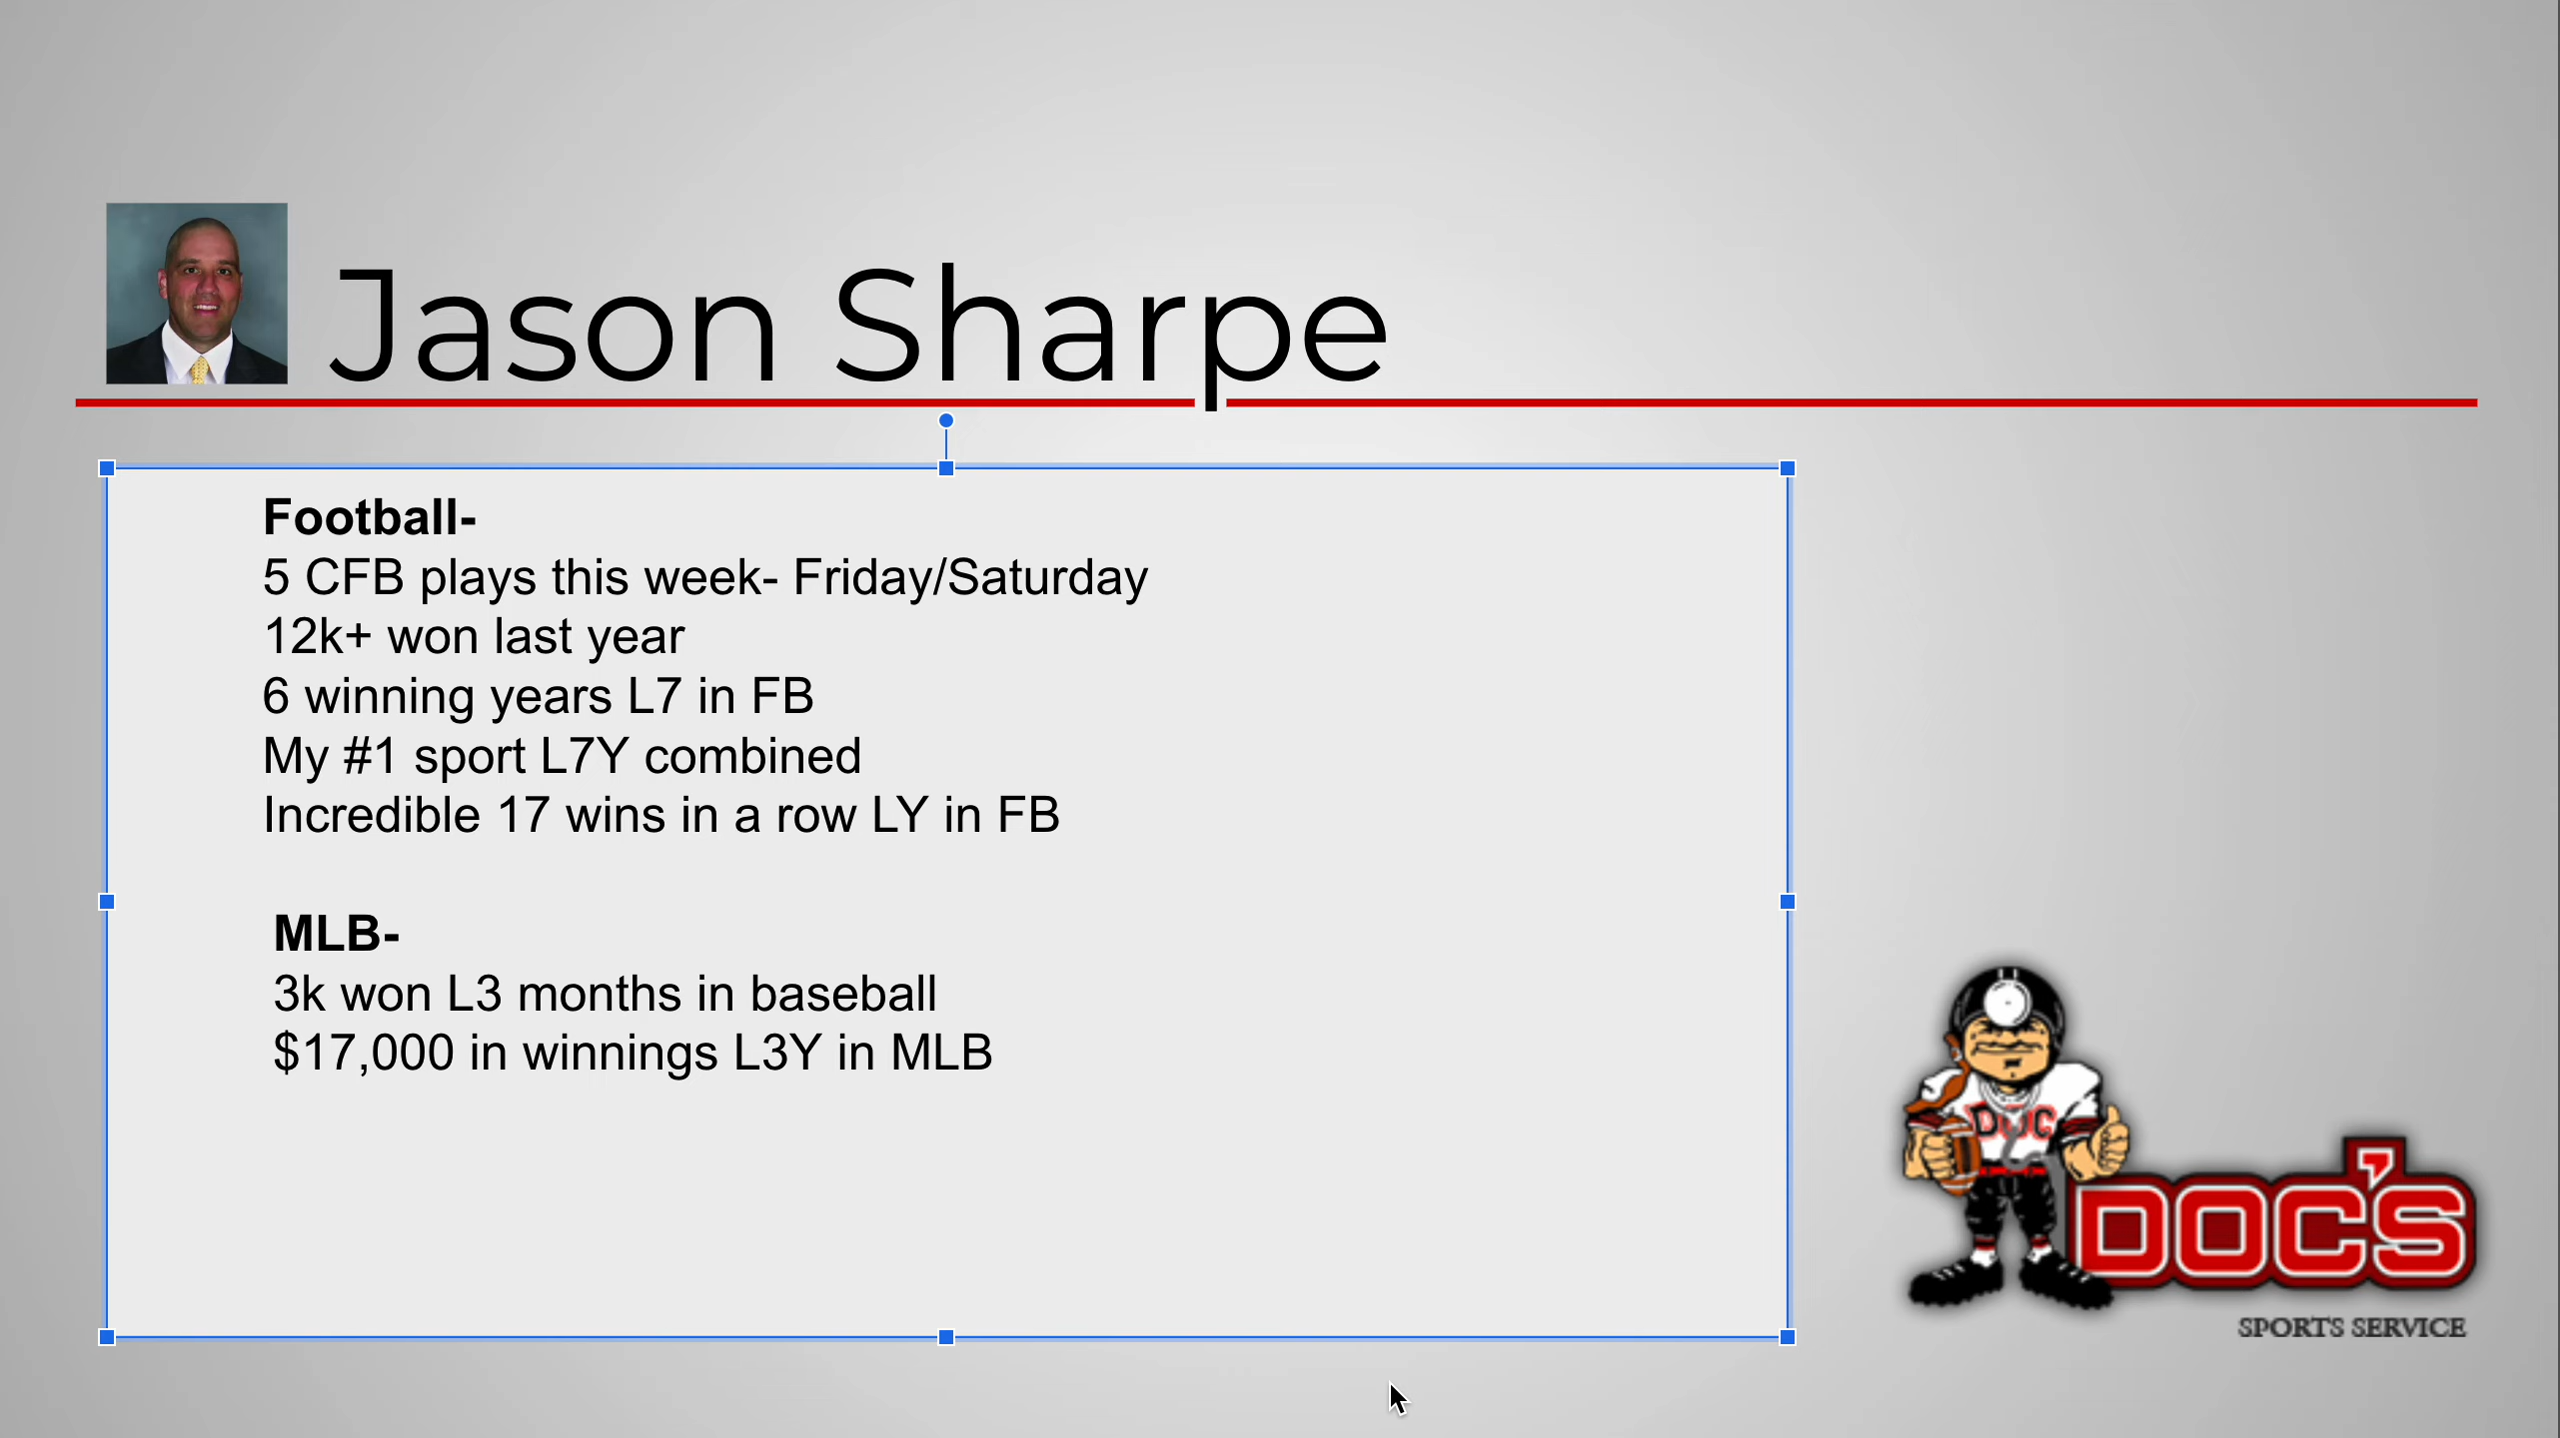 Jason Sharpe
Football-
5 CFB plays this week- Friday/Saturday
12k+ won last year
6 winning years L7 in FB
My #1 sport L7Y combined
Incredible 17 wins in a row LY in FB
MLB-
3k won L3 months in baseball
$17,000 in winnings L3Y in MLB
DOC
DOC'S
SPORTS SERVICE